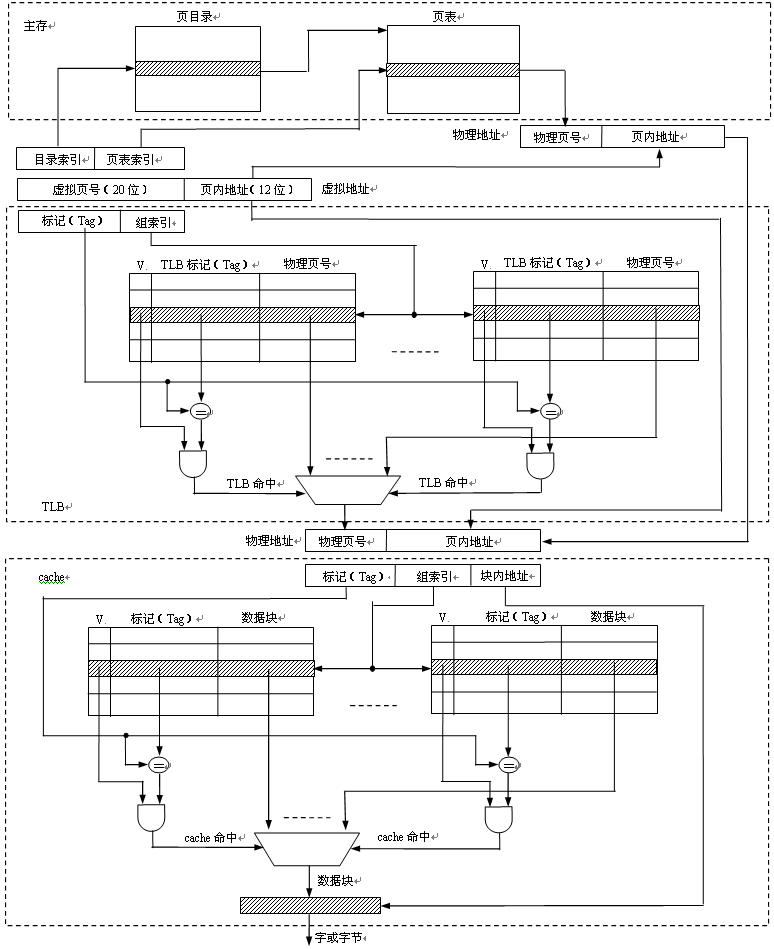 主存
页目录
页表
物理地址 物理页号 页内地址
目录索引 页表索引
虚拟页号(20位) 页内地址(12位) 虚拟地址
标记(Tag) 组索引
V. TLB标记(Tag) 物理页号
V. TLB标记(Tag) 物理页号
=
=
TLB命中
TLB命中
TLB
物理地址 物理页号 页内地址
cache
标记(Tag) 组索引 块内地址
V. 标记(Tag) 数据块
V. 标记(Tag) 数据块
=
=
cache命中
cache命中
数据块
字或字节